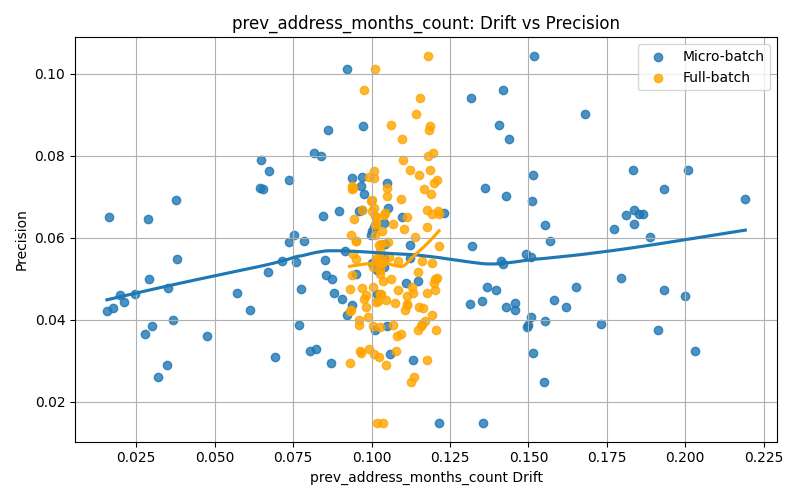 prev_address_months_count: Drift vs Precision
Micro-batch
Full-batch
Precision
0.10
0.08
0.06
0.04
0.02
0.025 0.050 0.075 0.100 0.125 0.150 0.175 0.200 0.225
prev_address_months_count Drift